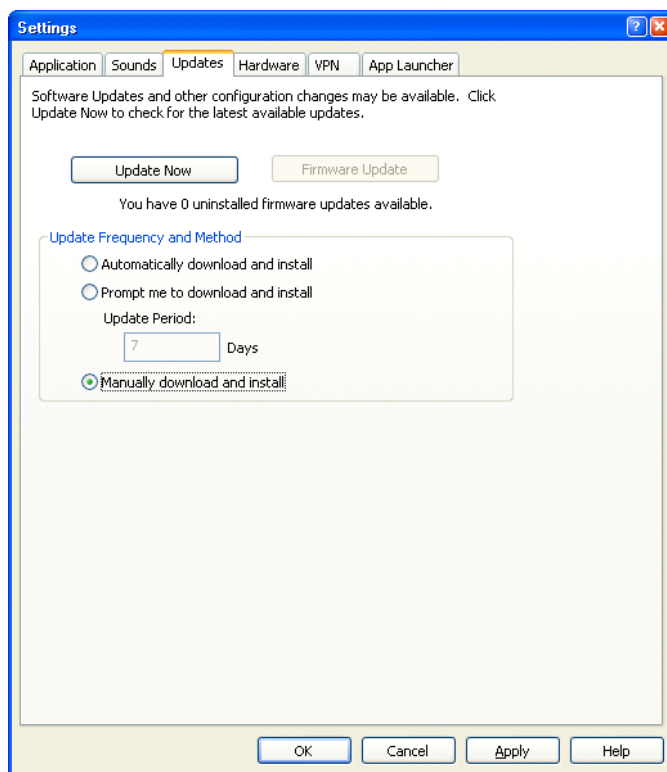 Settings
Application Sounds Updates Hardware VPN App Launcher
Software Updates and other configuration changes may be available.  Click
Update Now to check for the latest available updates.
Update Now Firmware Update
You have 0 uninstalled firmware updates available.
Update Frequency and Method
Automatically download and install
Prompt me to download and install
Update Period:
7 Days
Manually download and install
OK Cancel Apply Help